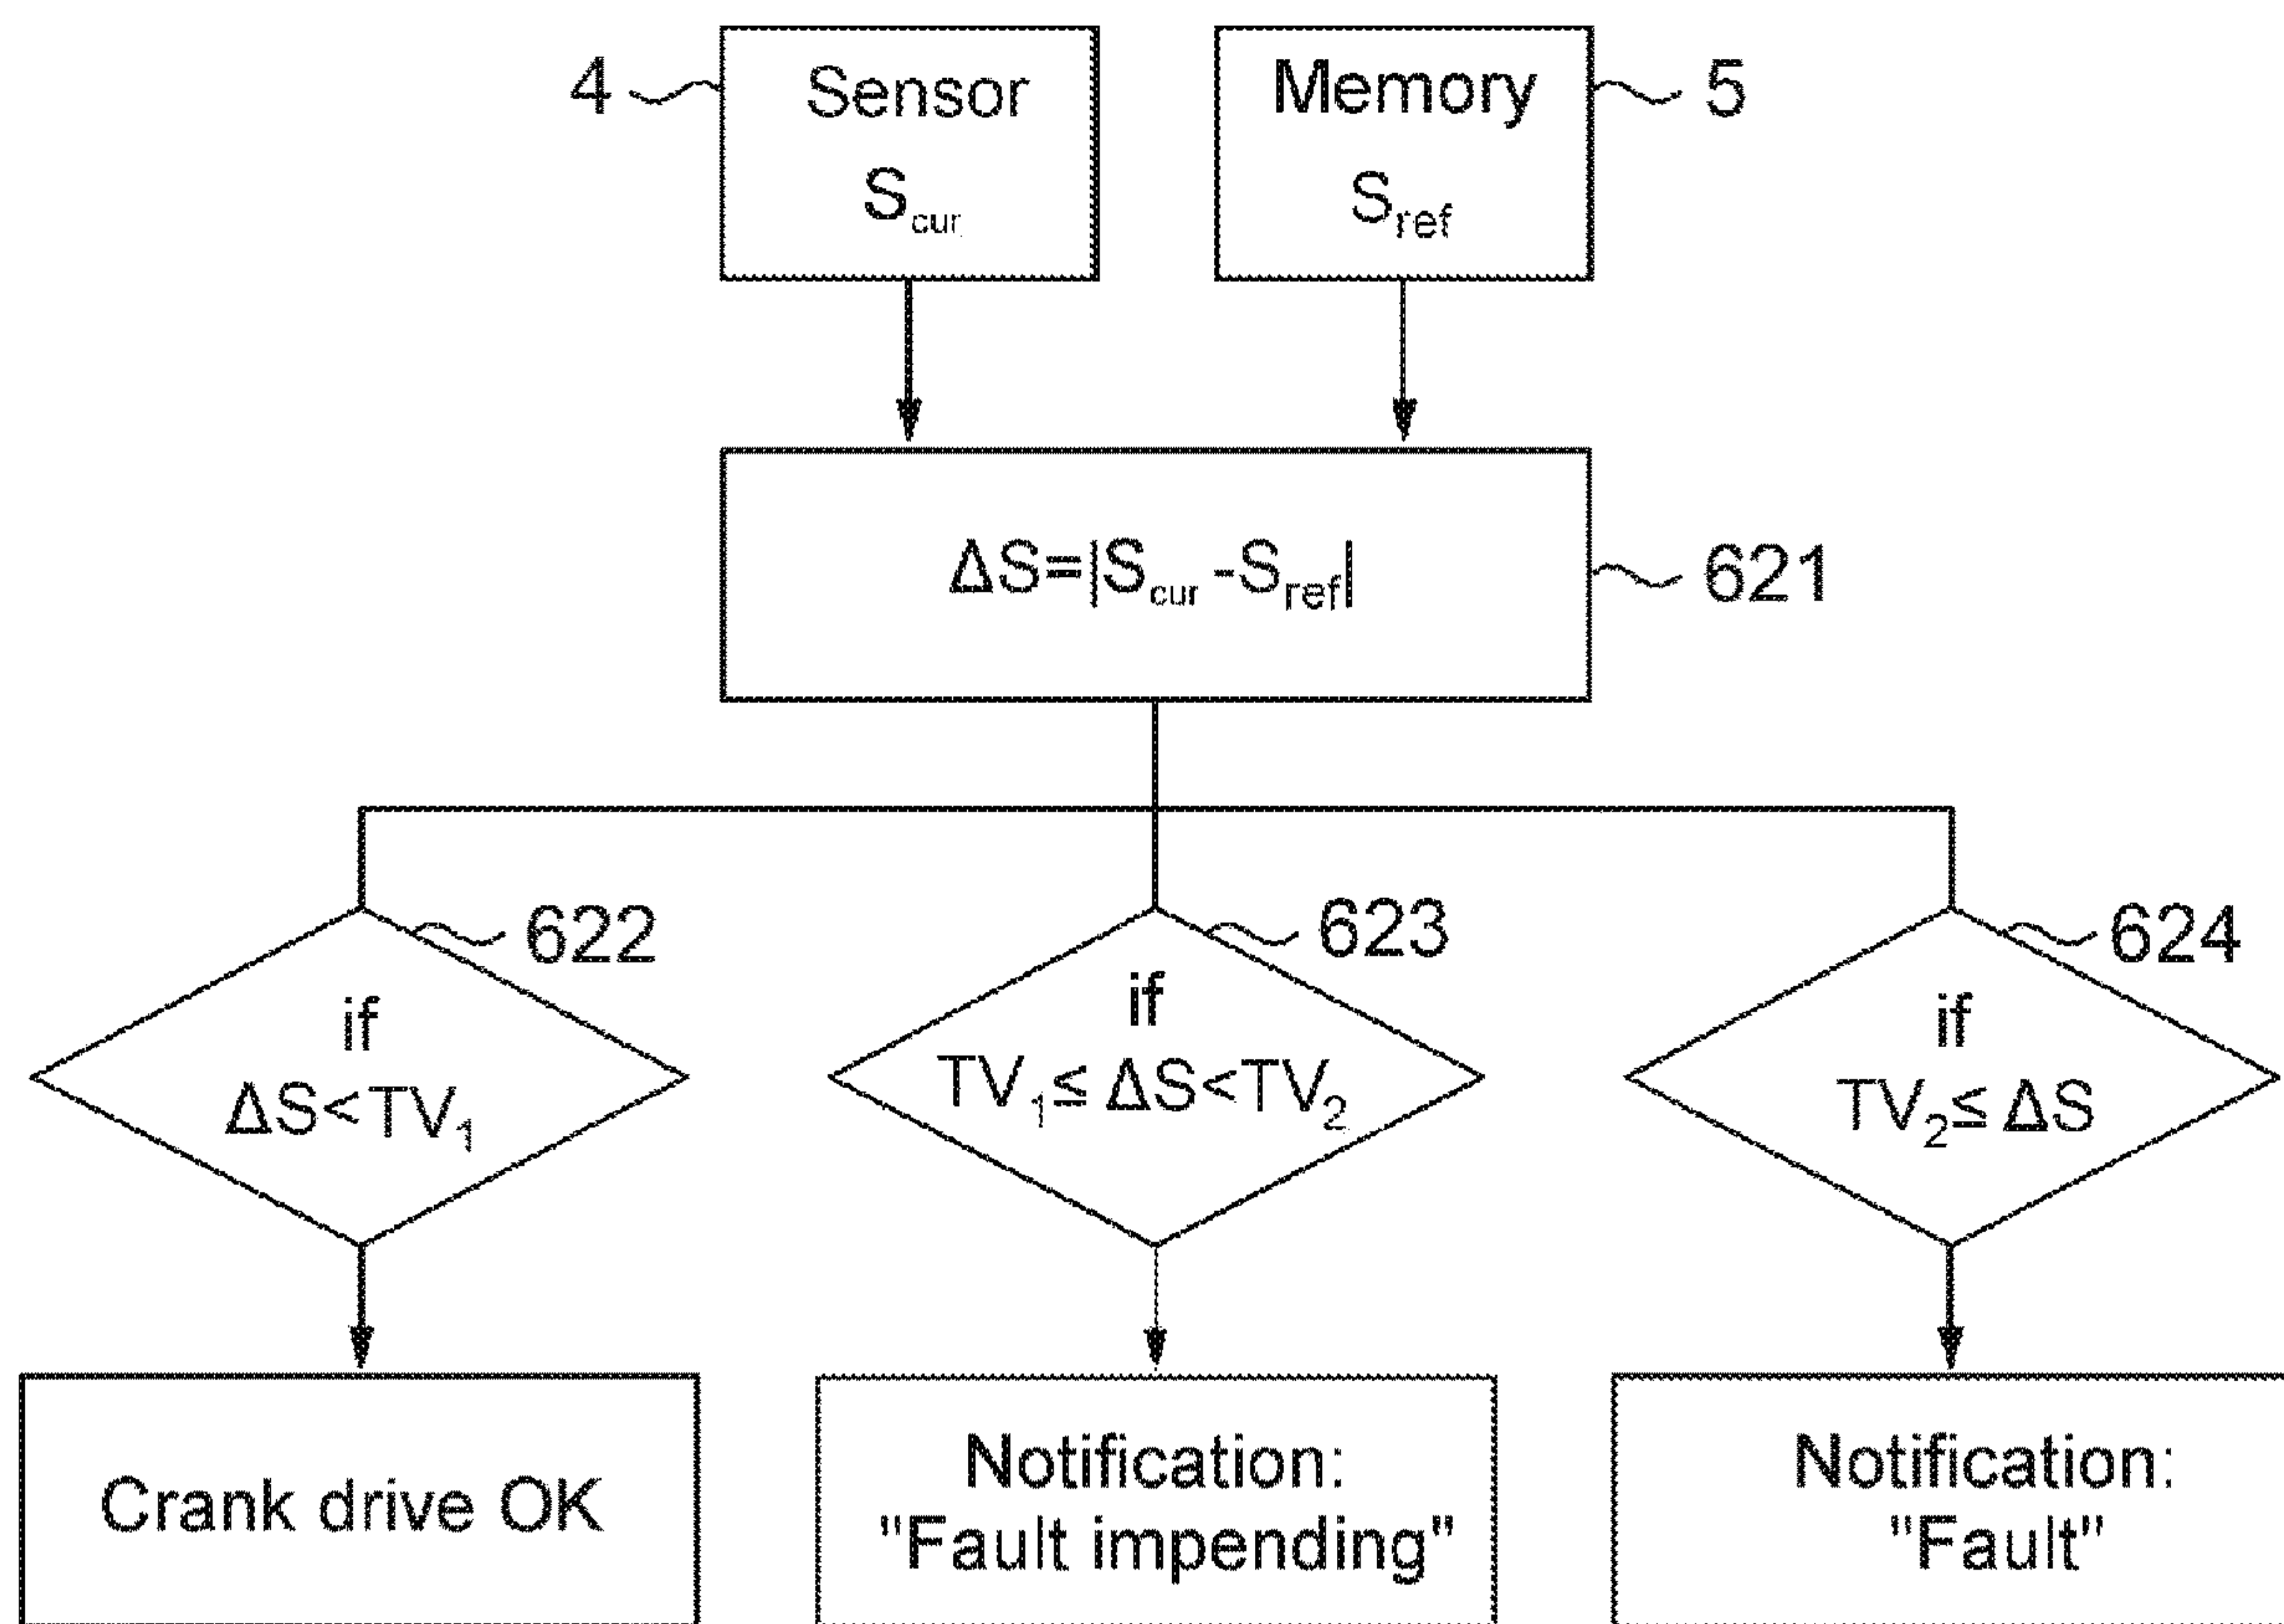 4
Sensor
S_cur
Memory
S_ref
5
ΔS=|S_cur -S_ref|
621
622
if
ΔS<TV_1
623
if
TV_1≤ ΔS<TV_2
624
if
TV_2≤ ΔS
Crank drive OK
Notification:
"Fault impending"
Notification:
"Fault"